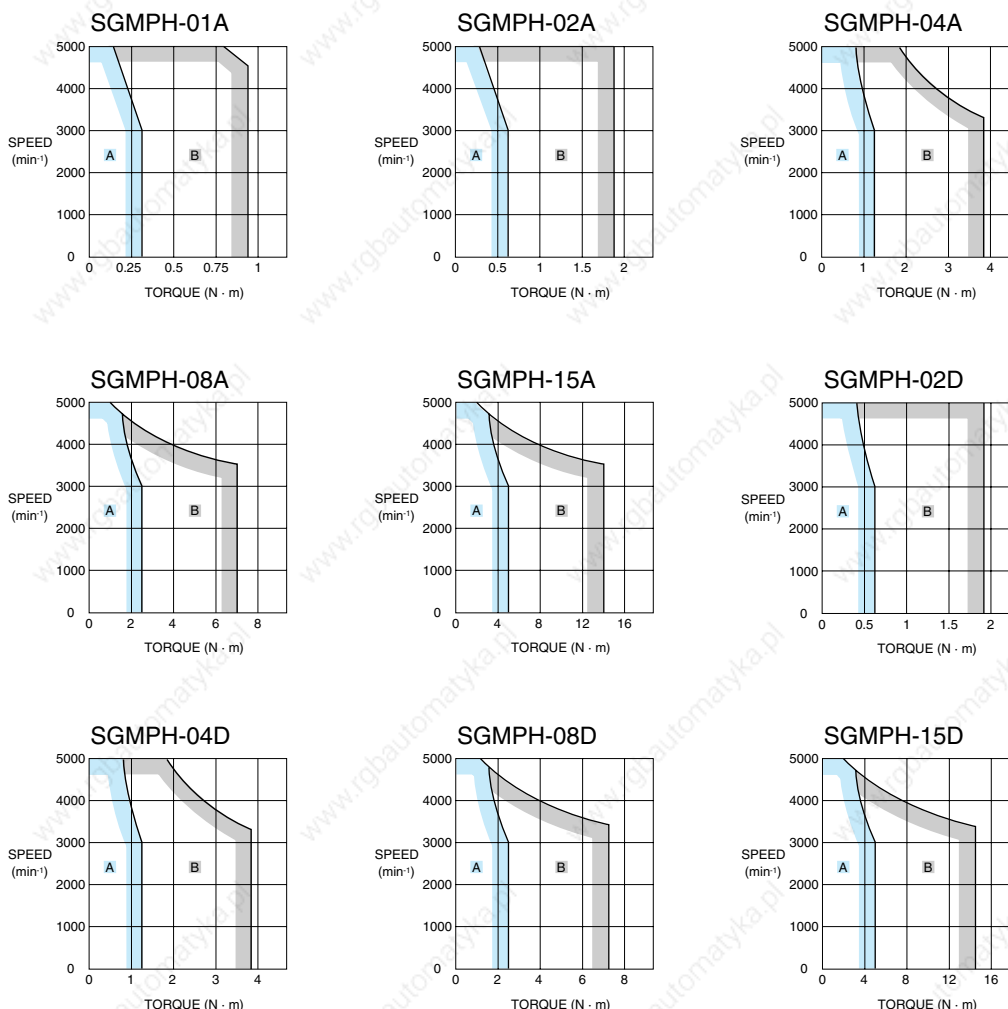 SGMPH-01A
5000
4000
3000
2000
1000
0
SPEED
(min⁻¹)
A
B
0 0.25 0.5 0.75 1
TORQUE (N · m)
SGMPH-02A
5000
4000
3000
2000
1000
0
SPEED
(min⁻¹)
A
B
0 0.5 1 1.5 2
TORQUE (N · m)
SGMPH-04A
5000
4000
3000
2000
1000
0
SPEED
(min⁻¹)
A
B
0 1 2 3 4
TORQUE (N · m)
SGMPH-08A
5000
4000
3000
2000
1000
0
SPEED
(min⁻¹)
A
B
0 2 4 6 8
TORQUE (N · m)
SGMPH-15A
5000
4000
3000
2000
1000
0
SPEED
(min⁻¹)
A
B
0 4 8 12 16
TORQUE (N · m)
SGMPH-02D
5000
4000
3000
2000
1000
0
SPEED
(min⁻¹)
A
B
0 0.5 1 1.5 2
TORQUE (N · m)
SGMPH-04D
5000
4000
3000
2000
1000
0
SPEED
(min⁻¹)
A
B
0 1 2 3 4
TORQUE (N · m)
SGMPH-08D
5000
4000
3000
2000
1000
0
SPEED
(min⁻¹)
A
B
0 2 4 6 8
TORQUE (N · m)
SGMPH-15D
5000
4000
3000
2000
1000
0
SPEED
(min⁻¹)
A
B
0 4 8 12 16
TORQUE (N · m)
www.rgbautomatyka.pl